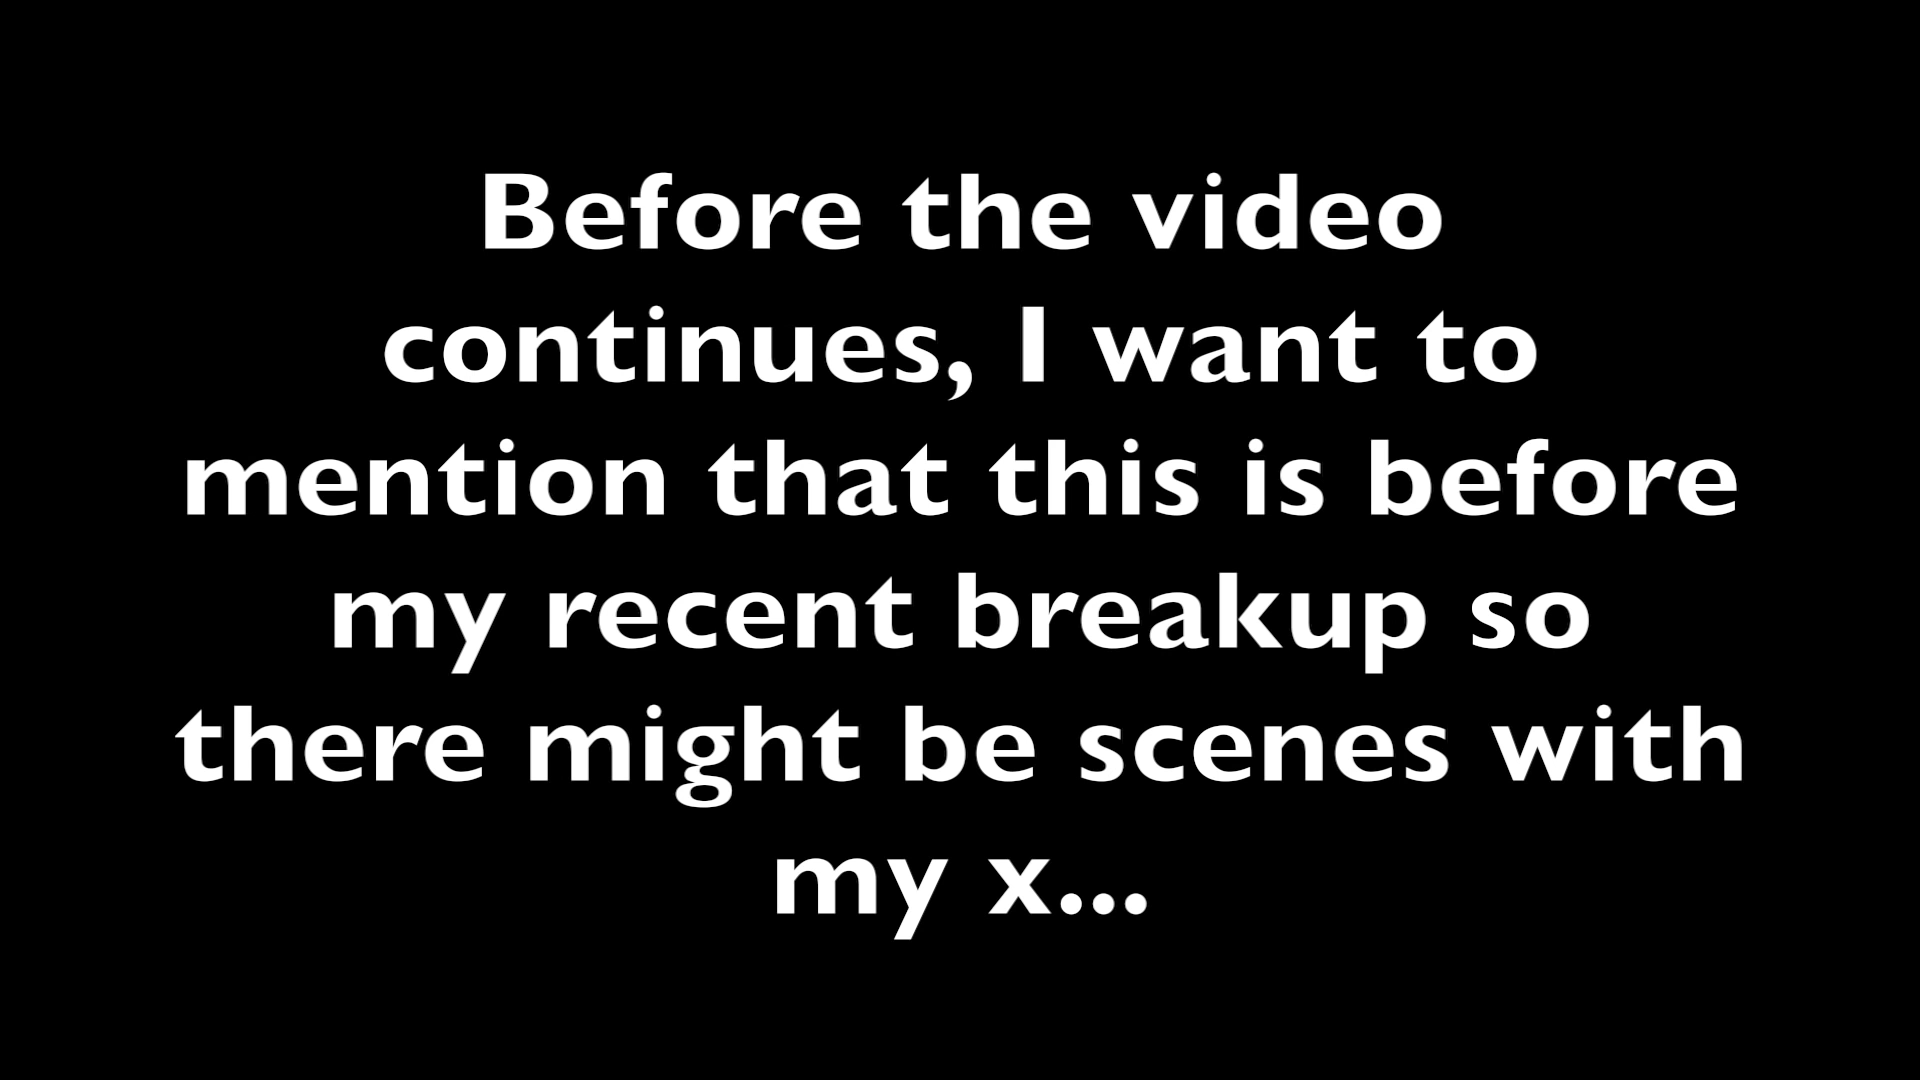 Before the video
continues, I want to
mention that this is before
my recent breakup so
there might be scenes with
my x...